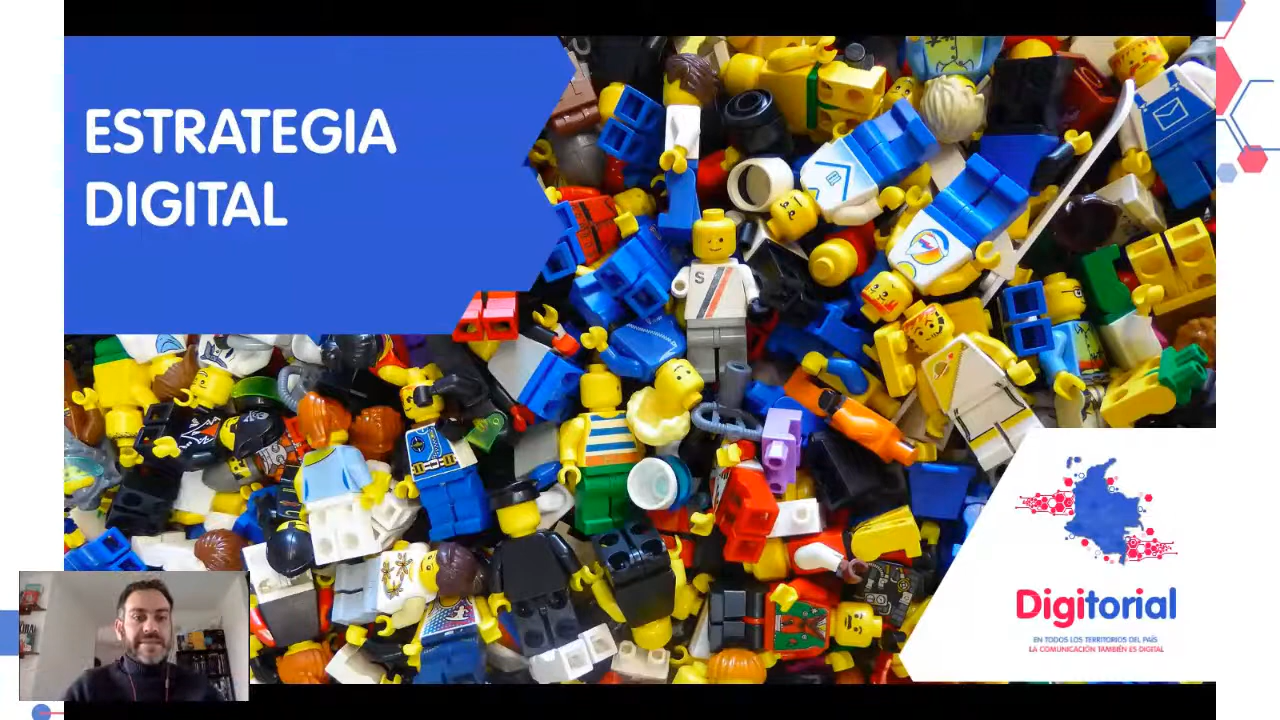 ESTRATEGIA
DIGITAL
S
Digitorial
EN TODOS LOS TERRITORIOS DEL PAÍS
LA COMUNICACIÓN TAMBIÉN ES DIGITAL